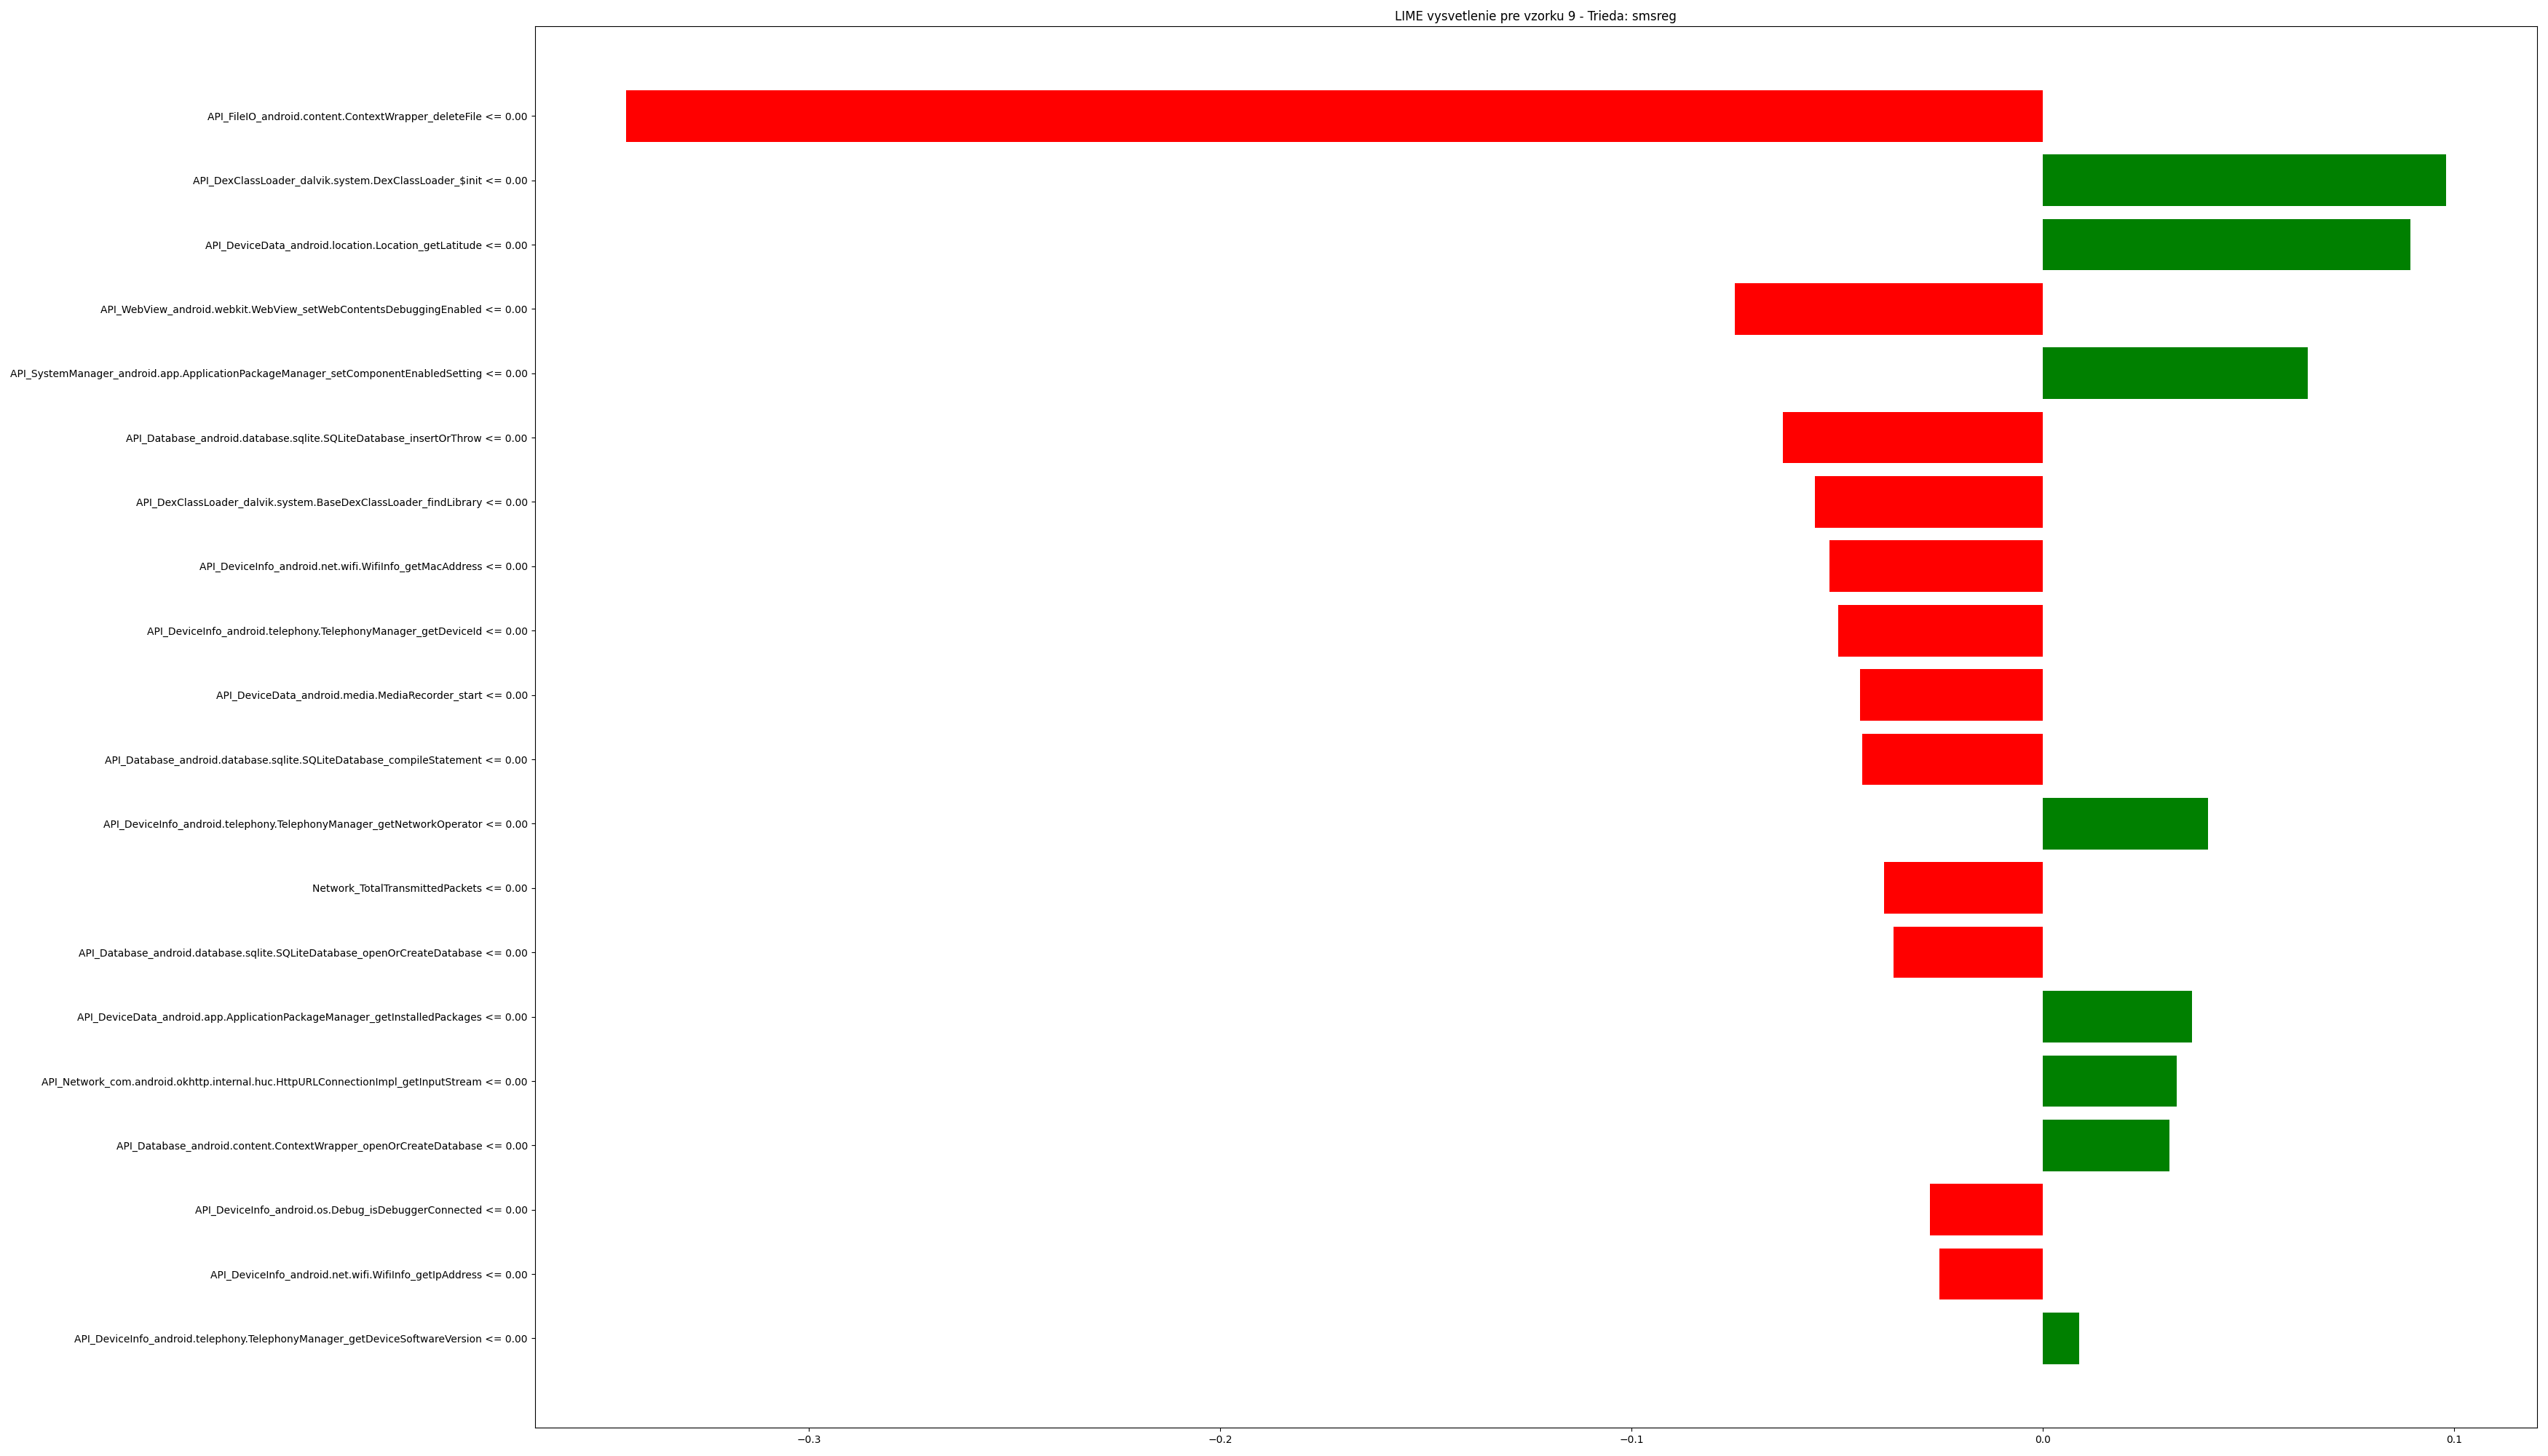 LIME vysvetlenie pre vzorku 9 - Trieda: smsreg
API_FileIO_android.content.ContextWrapper_deleteFile <= 0.00
API_DexClassLoader_dalvik.system.DexClassLoader_$init <= 0.00
API_DeviceData_android.location.Location_getLatitude <= 0.00
API_WebView_android.webkit.WebView_setWebContentsDebuggingEnabled <= 0.00
API_SystemManager_android.app.ApplicationPackageManager_setComponentEnabledSetting <= 0.00
API_Database_android.database.sqlite.SQLiteDatabase_insertOrThrow <= 0.00
API_DexClassLoader_dalvik.system.BaseDexClassLoader_findLibrary <= 0.00
API_DeviceInfo_android.net.wifi.WifiInfo_getMacAddress <= 0.00
API_DeviceInfo_android.telephony.TelephonyManager_getDeviceId <= 0.00
API_DeviceData_android.media.MediaRecorder_start <= 0.00
API_Database_android.database.sqlite.SQLiteDatabase_compileStatement <= 0.00
API_DeviceInfo_android.telephony.TelephonyManager_getNetworkOperator <= 0.00
Network_TotalTransmittedPackets <= 0.00
API_Database_android.database.sqlite.SQLiteDatabase_openOrCreateDatabase <= 0.00
API_DeviceData_android.app.ApplicationPackageManager_getInstalledPackages <= 0.00
API_Network_com.android.okhttp.internal.huc.HttpURLConnectionImpl_getInputStream <= 0.00
API_Database_android.content.ContextWrapper_openOrCreateDatabase <= 0.00
API_DeviceInfo_android.os.Debug_isDebuggerConnected <= 0.00
API_DeviceInfo_android.net.wifi.WifiInfo_getIpAddress <= 0.00
API_DeviceInfo_android.telephony.TelephonyManager_getDeviceSoftwareVersion <= 0.00
−0.3 −0.2 −0.1 0.0 0.1